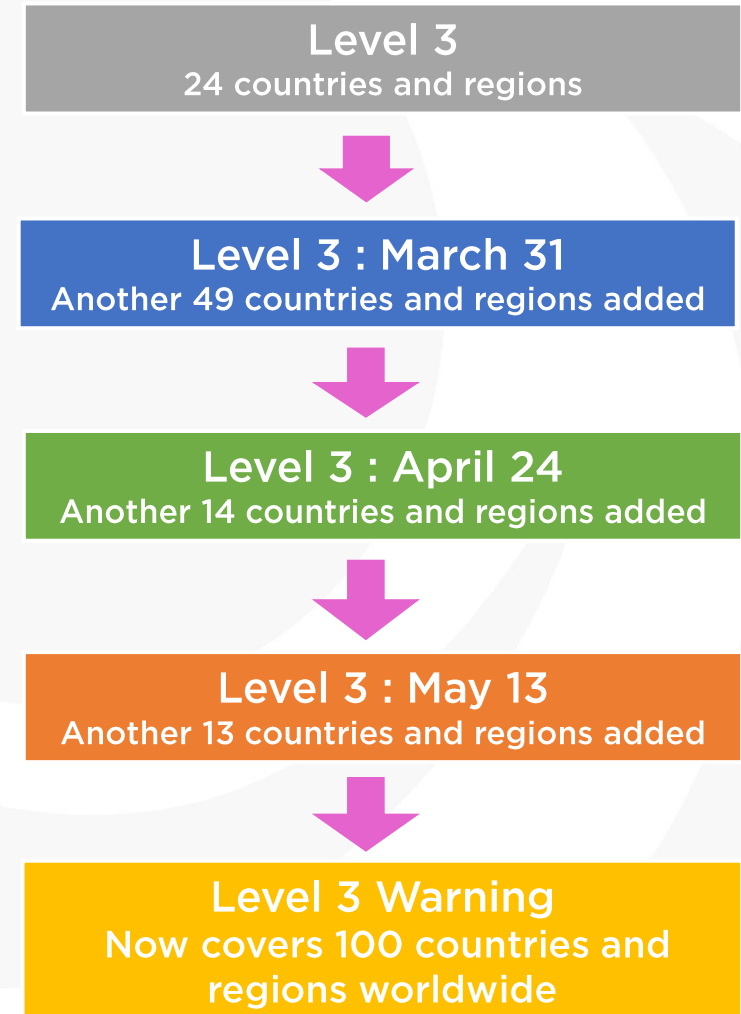 Level 3
24 countries and regions
Level 3 : March 31
Another 49 countries and regions added
Level 3 : April 24
Another 14 countries and regions added
Level 3 : May 13
Another 13 countries and regions added
Level 3 Warning
Now covers 100 countries and
regions worldwide